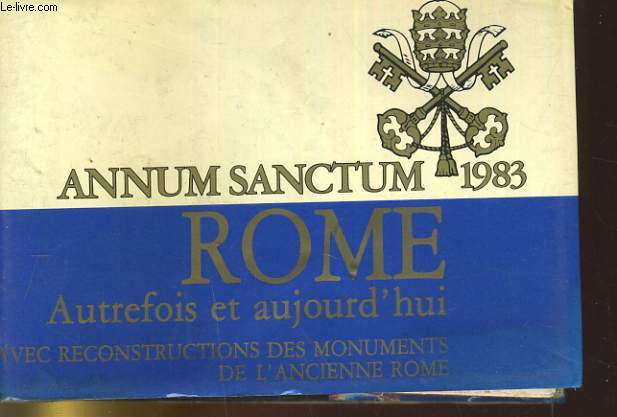 Le-livre.com
ANNUM SANCTUM 1983
ROME
Autrefois et aujourd'hui
AVEC RECONSTRUCTIONS DES MONUMENTS
DE L'ANCIENNE ROME